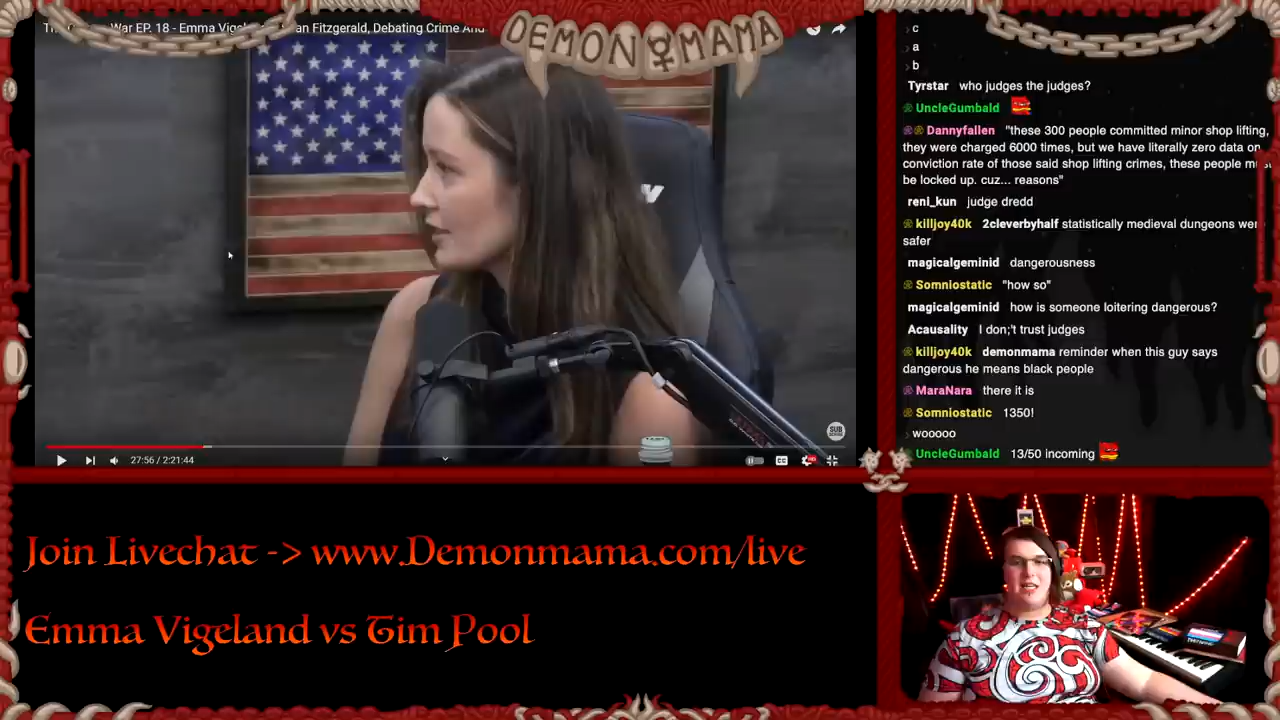 War EP. 18 - Emma
an Fitzgerald, Debating Crime And
DEMON MAMA
27:56 / 2:21:44
SUB
CC
c
a
b
Tyrstar who judges the judges?
UncleGumbald
Dannyfallen "these 300 people committed minor shop lifting,
they were charged 6000 times, but we have literally zero data on
conviction rate of those said shop lifting crimes, these people
be locked up. cuz... reasons"
reni_kun judge dredd
killjoy40k 2cleverbyhalf statistically medieval dungeons wer
safer
magicalgeminid dangerousness
Somniostatic "how so"
magicalgeminid how is someone loitering dangerous?
Acausality I don;'t trust judges
killjoy40k demonmama reminder when this guy says
dangerous he means black people
MaraNara there it is
Somniostatic 1350!
wooooo
UncleGumbald 13/50 incoming
Join Livechat -> www.Demonmama.com/live
Emma Vigeland vs Tim Pool